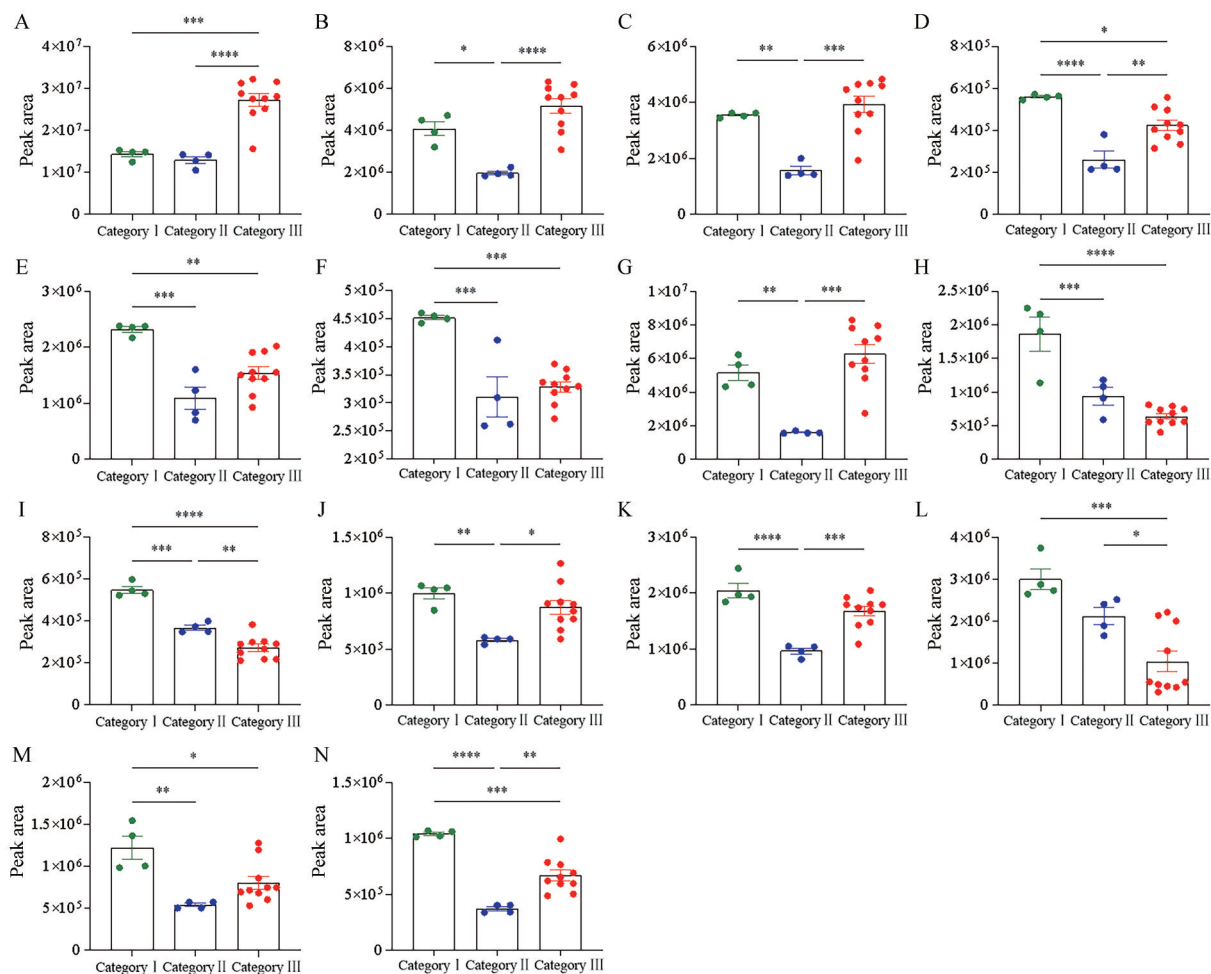 A
Peak area
4×10⁷
3×10⁷
2×10⁷
1×10⁷
0
***
****
Category Ⅰ Category Ⅱ Category Ⅲ
B
Peak area
8×10⁶
6×10⁶
4×10⁶
2×10⁶
0
* ****
Category Ⅰ Category Ⅱ Category Ⅲ
C
Peak area
6×10⁶
4×10⁶
2×10⁶
0
** ***
Category Ⅰ Category Ⅱ Category Ⅲ
D
Peak area
8×10⁵
6×10⁵
4×10⁵
2×10⁵
0
*
**** **
Category Ⅰ Category Ⅱ Category Ⅲ
E
Peak area
3×10⁶
2×10⁶
1×10⁶
0
**
***
Category Ⅰ Category Ⅱ Category Ⅲ
F
Peak area
5×10⁵
4×10⁵
3×10⁵
3×10⁵
2×10⁵
***
***
Category Ⅰ Category Ⅱ Category Ⅲ
G
Peak area
1×10⁷
8×10⁶
6×10⁶
4×10⁶
2×10⁶
0
** ***
Category Ⅰ Category Ⅱ Category Ⅲ
H
Peak area
3×10⁶
2×10⁶
2×10⁶
1×10⁶
5×10⁵
0
****
***
Category Ⅰ Category Ⅱ Category Ⅲ
I
Peak area
8×10⁵
6×10⁵
4×10⁵
2×10⁵
0
****
*** **
Category Ⅰ Category Ⅱ Category Ⅲ
J
Peak area
1.5×10⁶
1×10⁶
5×10⁵
0
** *
Category Ⅰ Category Ⅱ Category Ⅲ
K
Peak area
3×10⁶
2×10⁶
1×10⁶
0
**** ***
Category Ⅰ Category Ⅱ Category Ⅲ
L
Peak area
4×10⁶
3×10⁶
2×10⁶
1×10⁶
0
***
*
Category Ⅰ Category Ⅱ Category Ⅲ
M
Peak area
2×10⁶
1.5×10⁶
1×10⁶
5×10⁵
0
*
**
Category Ⅰ Category Ⅱ Category Ⅲ
N
Peak area
1.5×10⁶
1×10⁶
5×10⁵
0
**** **
***
Category Ⅰ Category Ⅱ Category Ⅲ